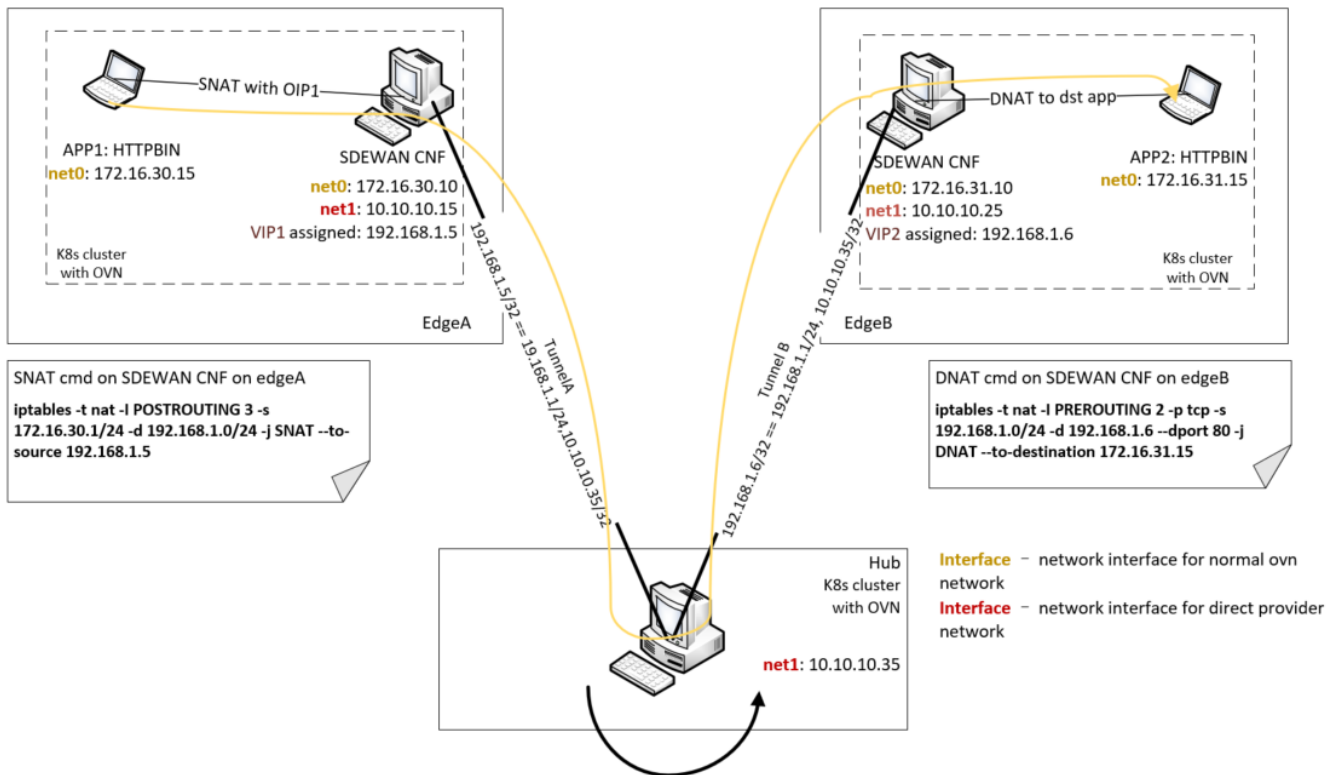 SNAT with OIP1
APP1: HTTPBIN
net0: 172.16.30.15
SDEWAN CNF
net0: 172.16.30.10
net1: 10.10.10.15
VIP1 assigned: 192.168.1.5
K8s cluster
with OVN
EdgeA
DNAT to dst app
SDEWAN CNF
net0: 172.16.31.10
net1: 10.10.10.25
VIP2 assigned: 192.168.1.6
APP2: HTTPBIN
net0: 172.16.31.15
K8s cluster
with OVN
EdgeB
TunnelA
192.168.1.5/32 == 19.168.1.1/24,10.10.10.35/32
Tunnel B
192.168.1.6/32 == 192.168.1.1/24, 10.10.10.35/32
SNAT cmd on SDEWAN CNF on edgeA
iptables -t nat -I POSTROUTING 3 -s
172.16.30.1/24 -d 192.168.1.0/24 -j SNAT --to-
source 192.168.1.5
DNAT cmd on SDEWAN CNF on edgeB
iptables -t nat -I PREROUTING 2 -p tcp -s
192.168.1.0/24 -d 192.168.1.6 --dport 80 -j
DNAT --to-destination 172.16.31.15
Hub
K8s cluster
with OVN
net1: 10.10.10.35
Interface – network interface for normal ovn
network
Interface – network interface for direct provider
network